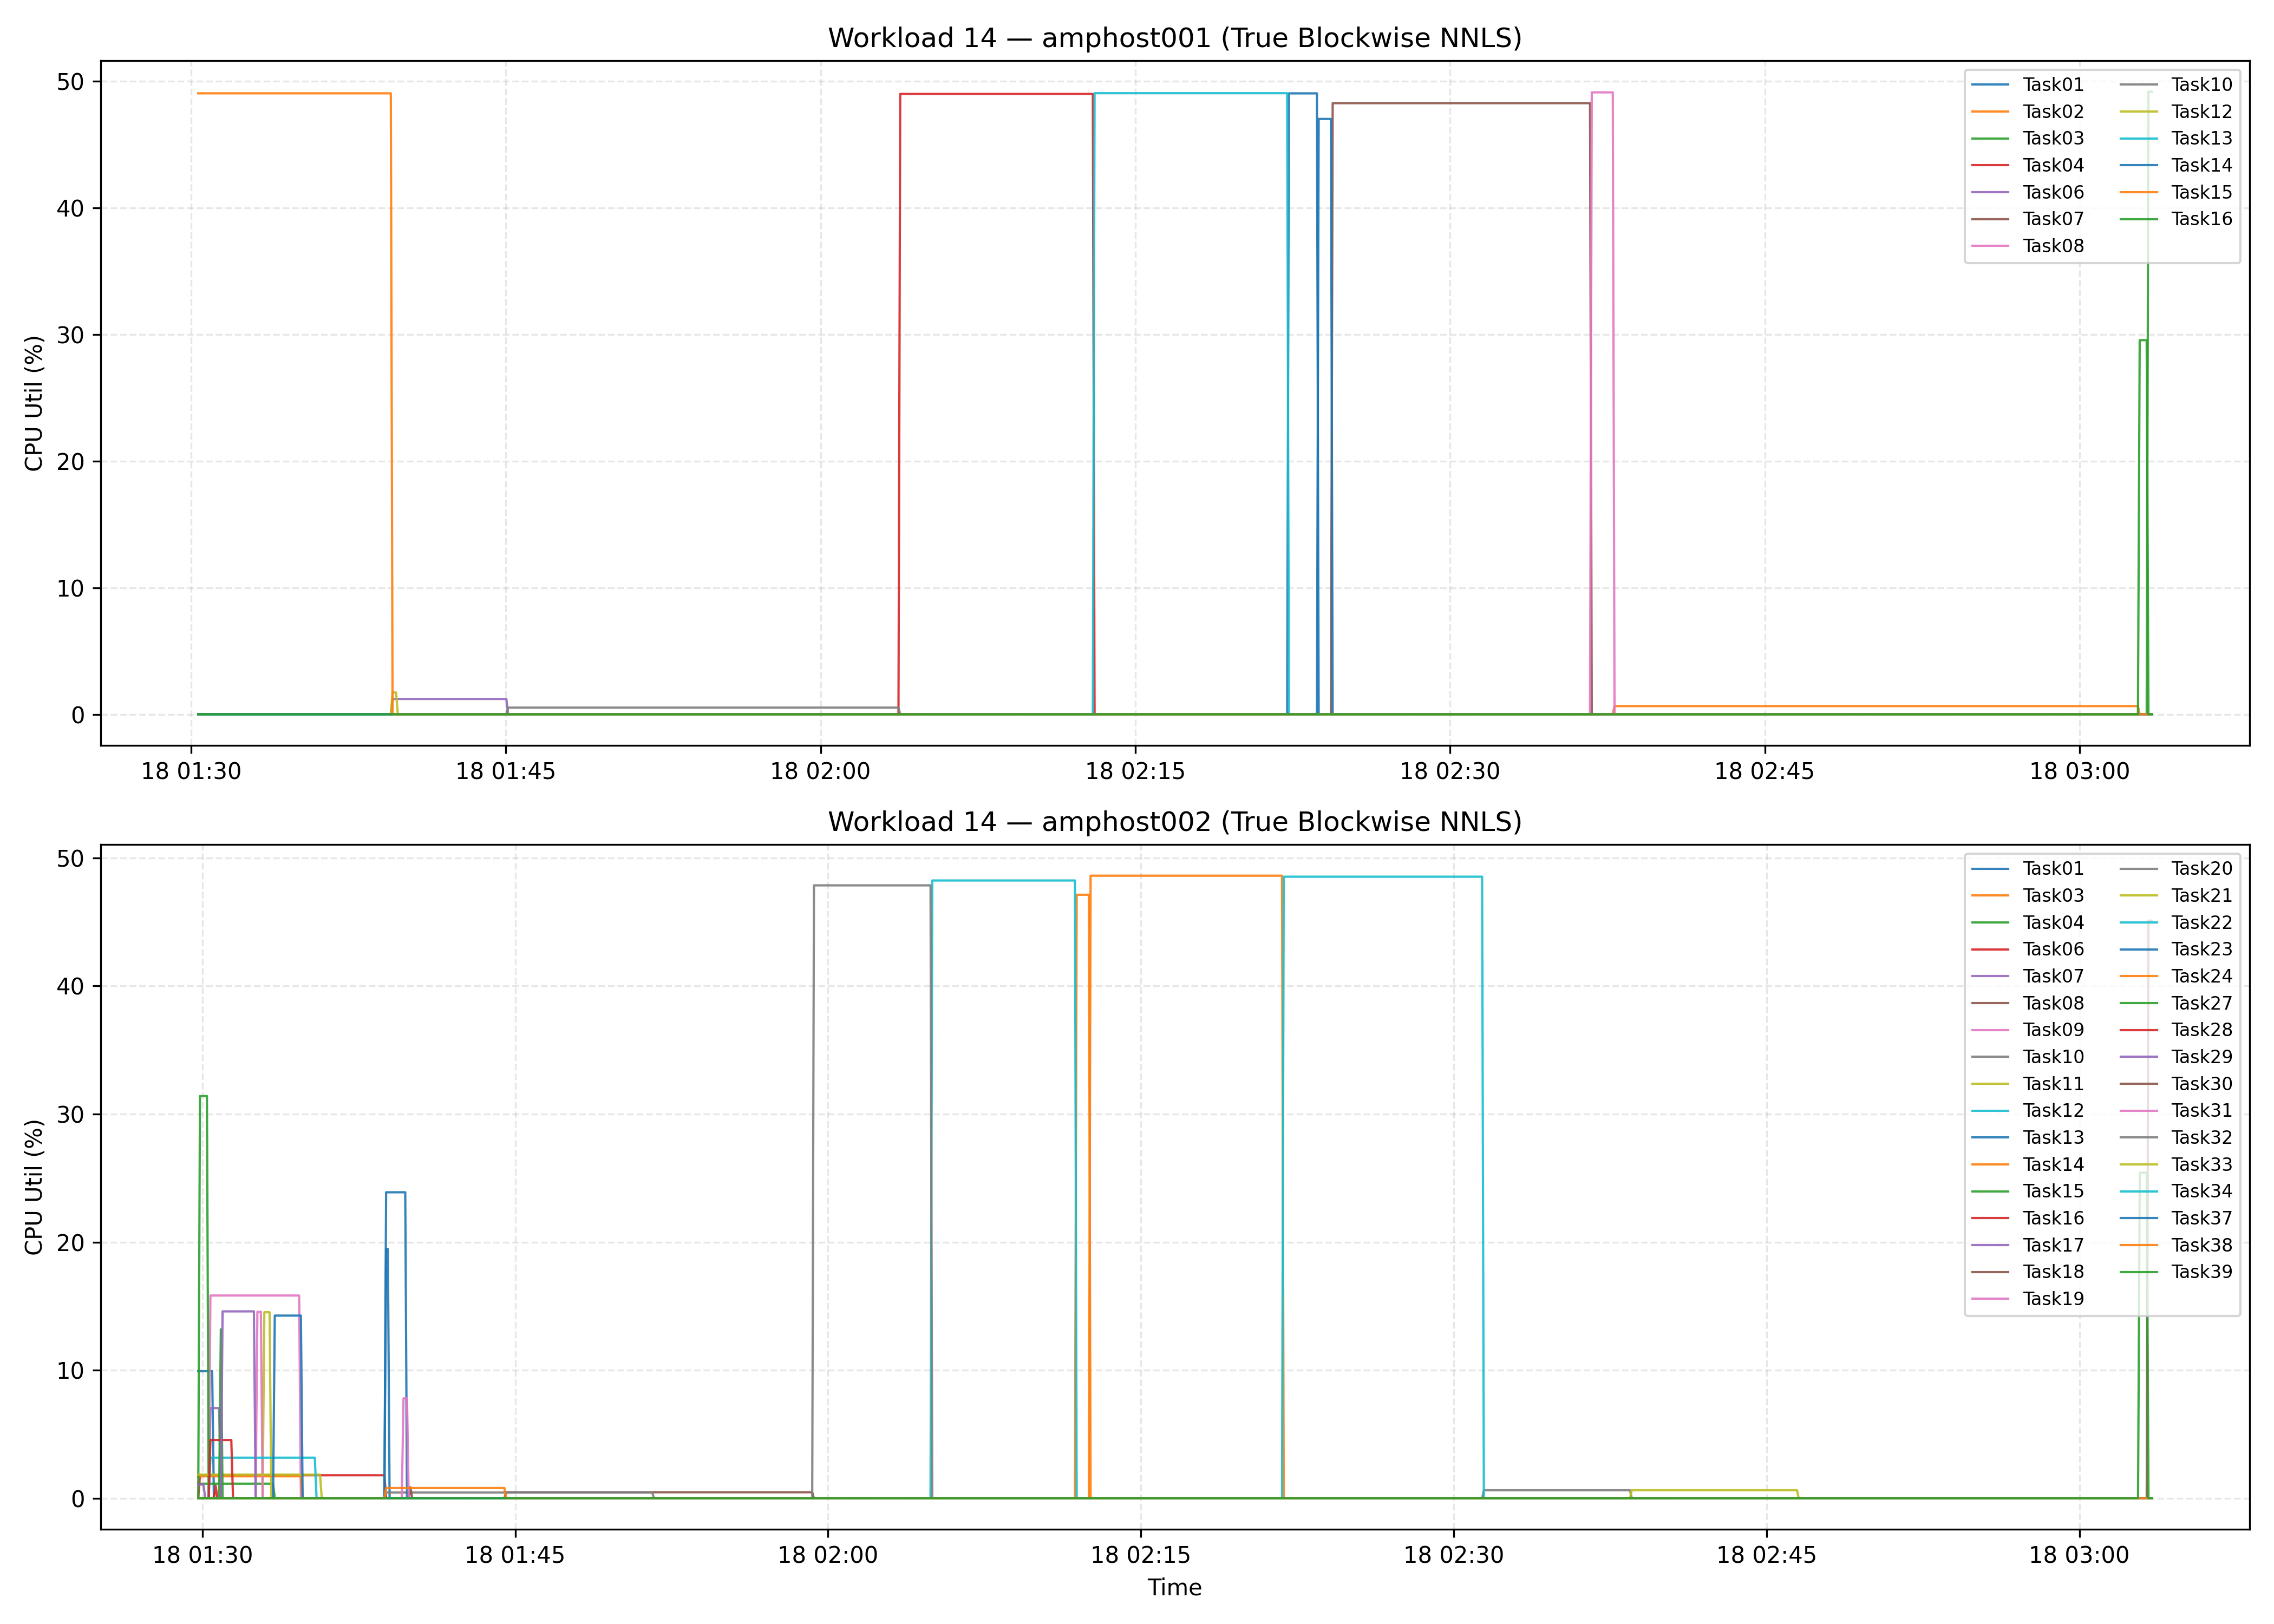 Workload 14 — amphost001 (True Blockwise NNLS)
50
40
30
20
10
0
CPU Util (%)
Task01
Task02
Task03
Task04
Task06
Task07
Task08
Task10
Task12
Task13
Task14
Task15
Task16
18 01:30
18 01:45
18 02:00
18 02:15
18 02:30
18 02:45
18 03:00
Workload 14 — amphost002 (True Blockwise NNLS)
50
40
30
20
10
0
CPU Util (%)
Task01
Task03
Task04
Task06
Task07
Task08
Task09
Task10
Task11
Task12
Task13
Task14
Task15
Task16
Task17
Task18
Task19
Task20
Task21
Task22
Task23
Task24
Task27
Task28
Task29
Task30
Task31
Task32
Task33
Task34
Task37
Task38
Task39
18 01:30
18 01:45
18 02:00
18 02:15
18 02:30
18 02:45
18 03:00
Time